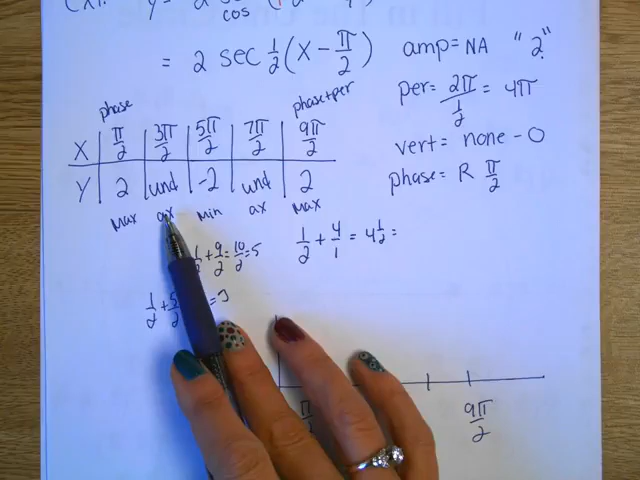 cos
= 2 sec 1/2 (x - π/2) amp = NA "2"
per = 2π/(1/2) = 4π
vert = none - 0
phase = R π/2
phase phase + per
X π/2 3π/2 5π/2 7π/2 9π/2
Y 2 und -2 und 2
Max ax Min ax Max
1/2 + 9/2 = 10/2 = 5 1/2 + 4/1 = 4 1/2 =
1/2 + 5/2 = 3
9π/2